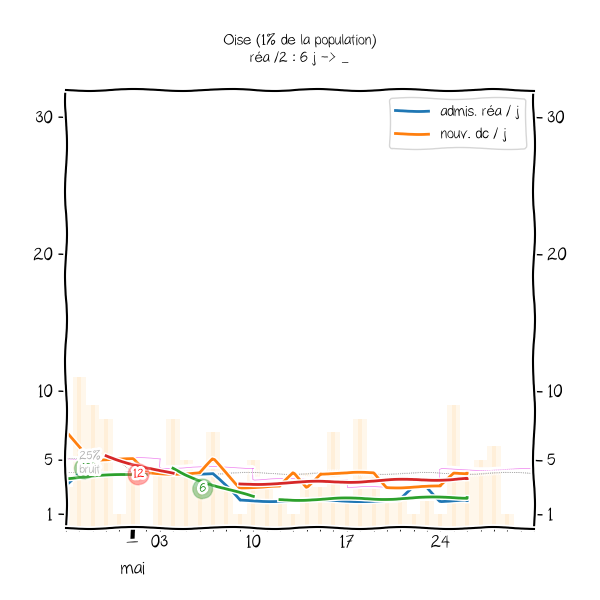 Oise (1% de la population)
réa /2 : 6 j -> _
admis. réa / j
nouv. dc / j
30
30
20
20
10
10
5
5
25%
bruit
12
6
1
1
03
10
17
24
mai